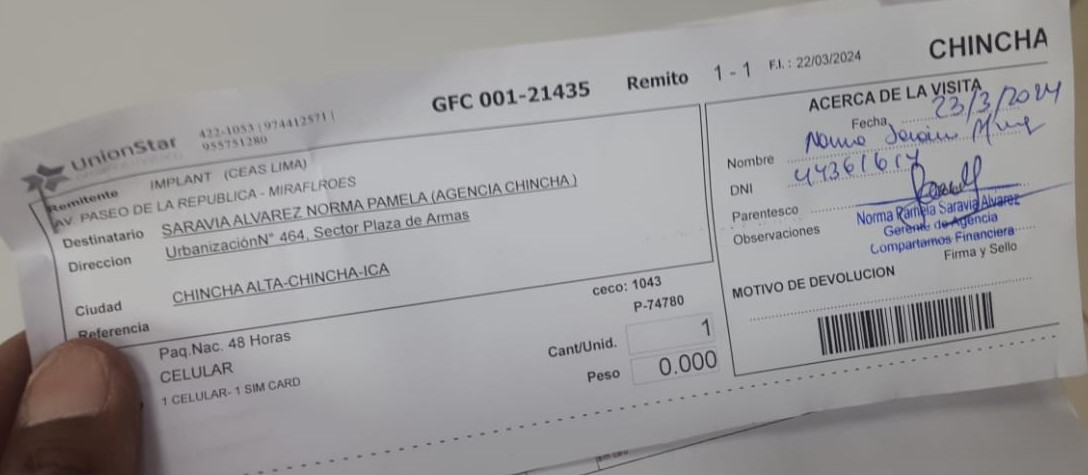 UnionStar
422-1053 | 974412571 |
955751280
GFC 001-21435
Remito 1 - 1
F.I. : 22/03/2024
CHINCHA
Remitente IMPLANT (CEAS LIMA)
AV. PASEO DE LA REPUBLICA - MIRAFLROES
Destinatario SARAVIA ALVAREZ NORMA PAMELA (AGENCIA CHINCHA )
Direccion UrbanizaciónN° 464, Sector Plaza de Armas
Ciudad CHINCHA ALTA-CHINCHA-ICA
Referencia
Paq.Nac. 48 Horas
CELULAR
1 CELULAR- 1 SIM CARD
ceco: 1043
P-74780
Cant/Unid. 1
Peso 0.000
ACERCA DE LA VISITA
Fecha 23/3/2024
Nombre Norma
DNI 44361614
Parentesco
Observaciones
Norma Pamela Saravia Alvarez
Gerente de Agencia
Compartamos Financiera
Firma y Sello
MOTIVO DE DEVOLUCION